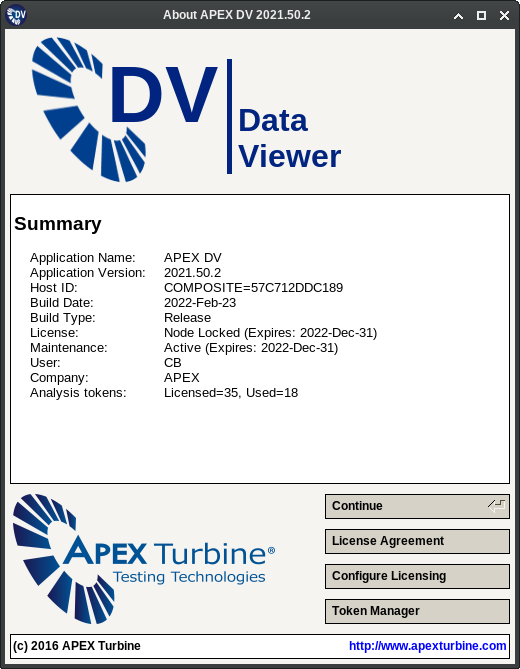 DV
About APEX DV 2021.50.2
DV
Data
Viewer
Summary
Application Name: APEX DV
Application Version: 2021.50.2
Host ID: COMPOSITE=57C712DDC189
Build Date: 2022-Feb-23
Build Type: Release
License: Node Locked (Expires: 2022-Dec-31)
Maintenance: Active (Expires: 2022-Dec-31)
User: CB
Company: APEX
Analysis tokens: Licensed=35, Used=18
Continue
License Agreement
Configure Licensing
Token Manager
APEX Turbine®
Testing Technologies
(c) 2016 APEX Turbine http://www.apexturbine.com